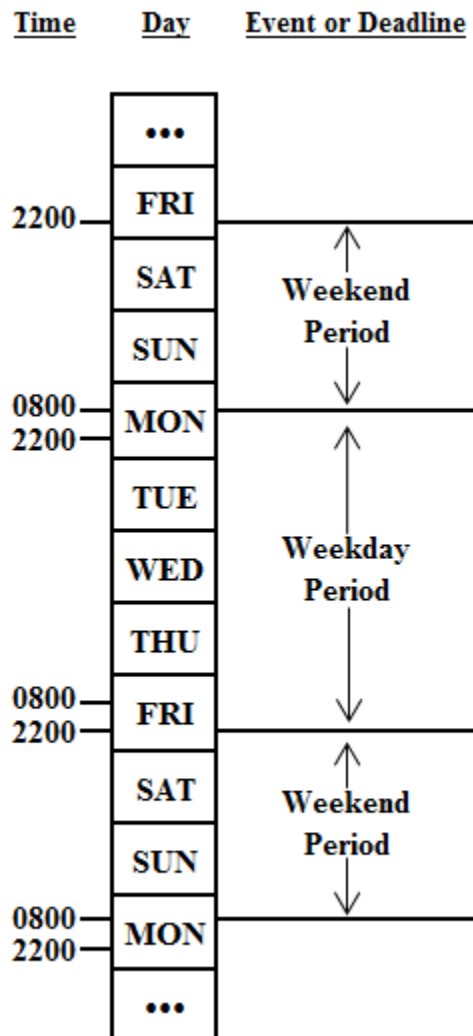 Time Day Event or Deadline
•••
FRI
2200
SAT
Weekend
Period
SUN
0800
MON
2200
TUE
Weekday
Period
WED
THU
0800
FRI
2200
SAT
Weekend
Period
SUN
0800
MON
2200
•••